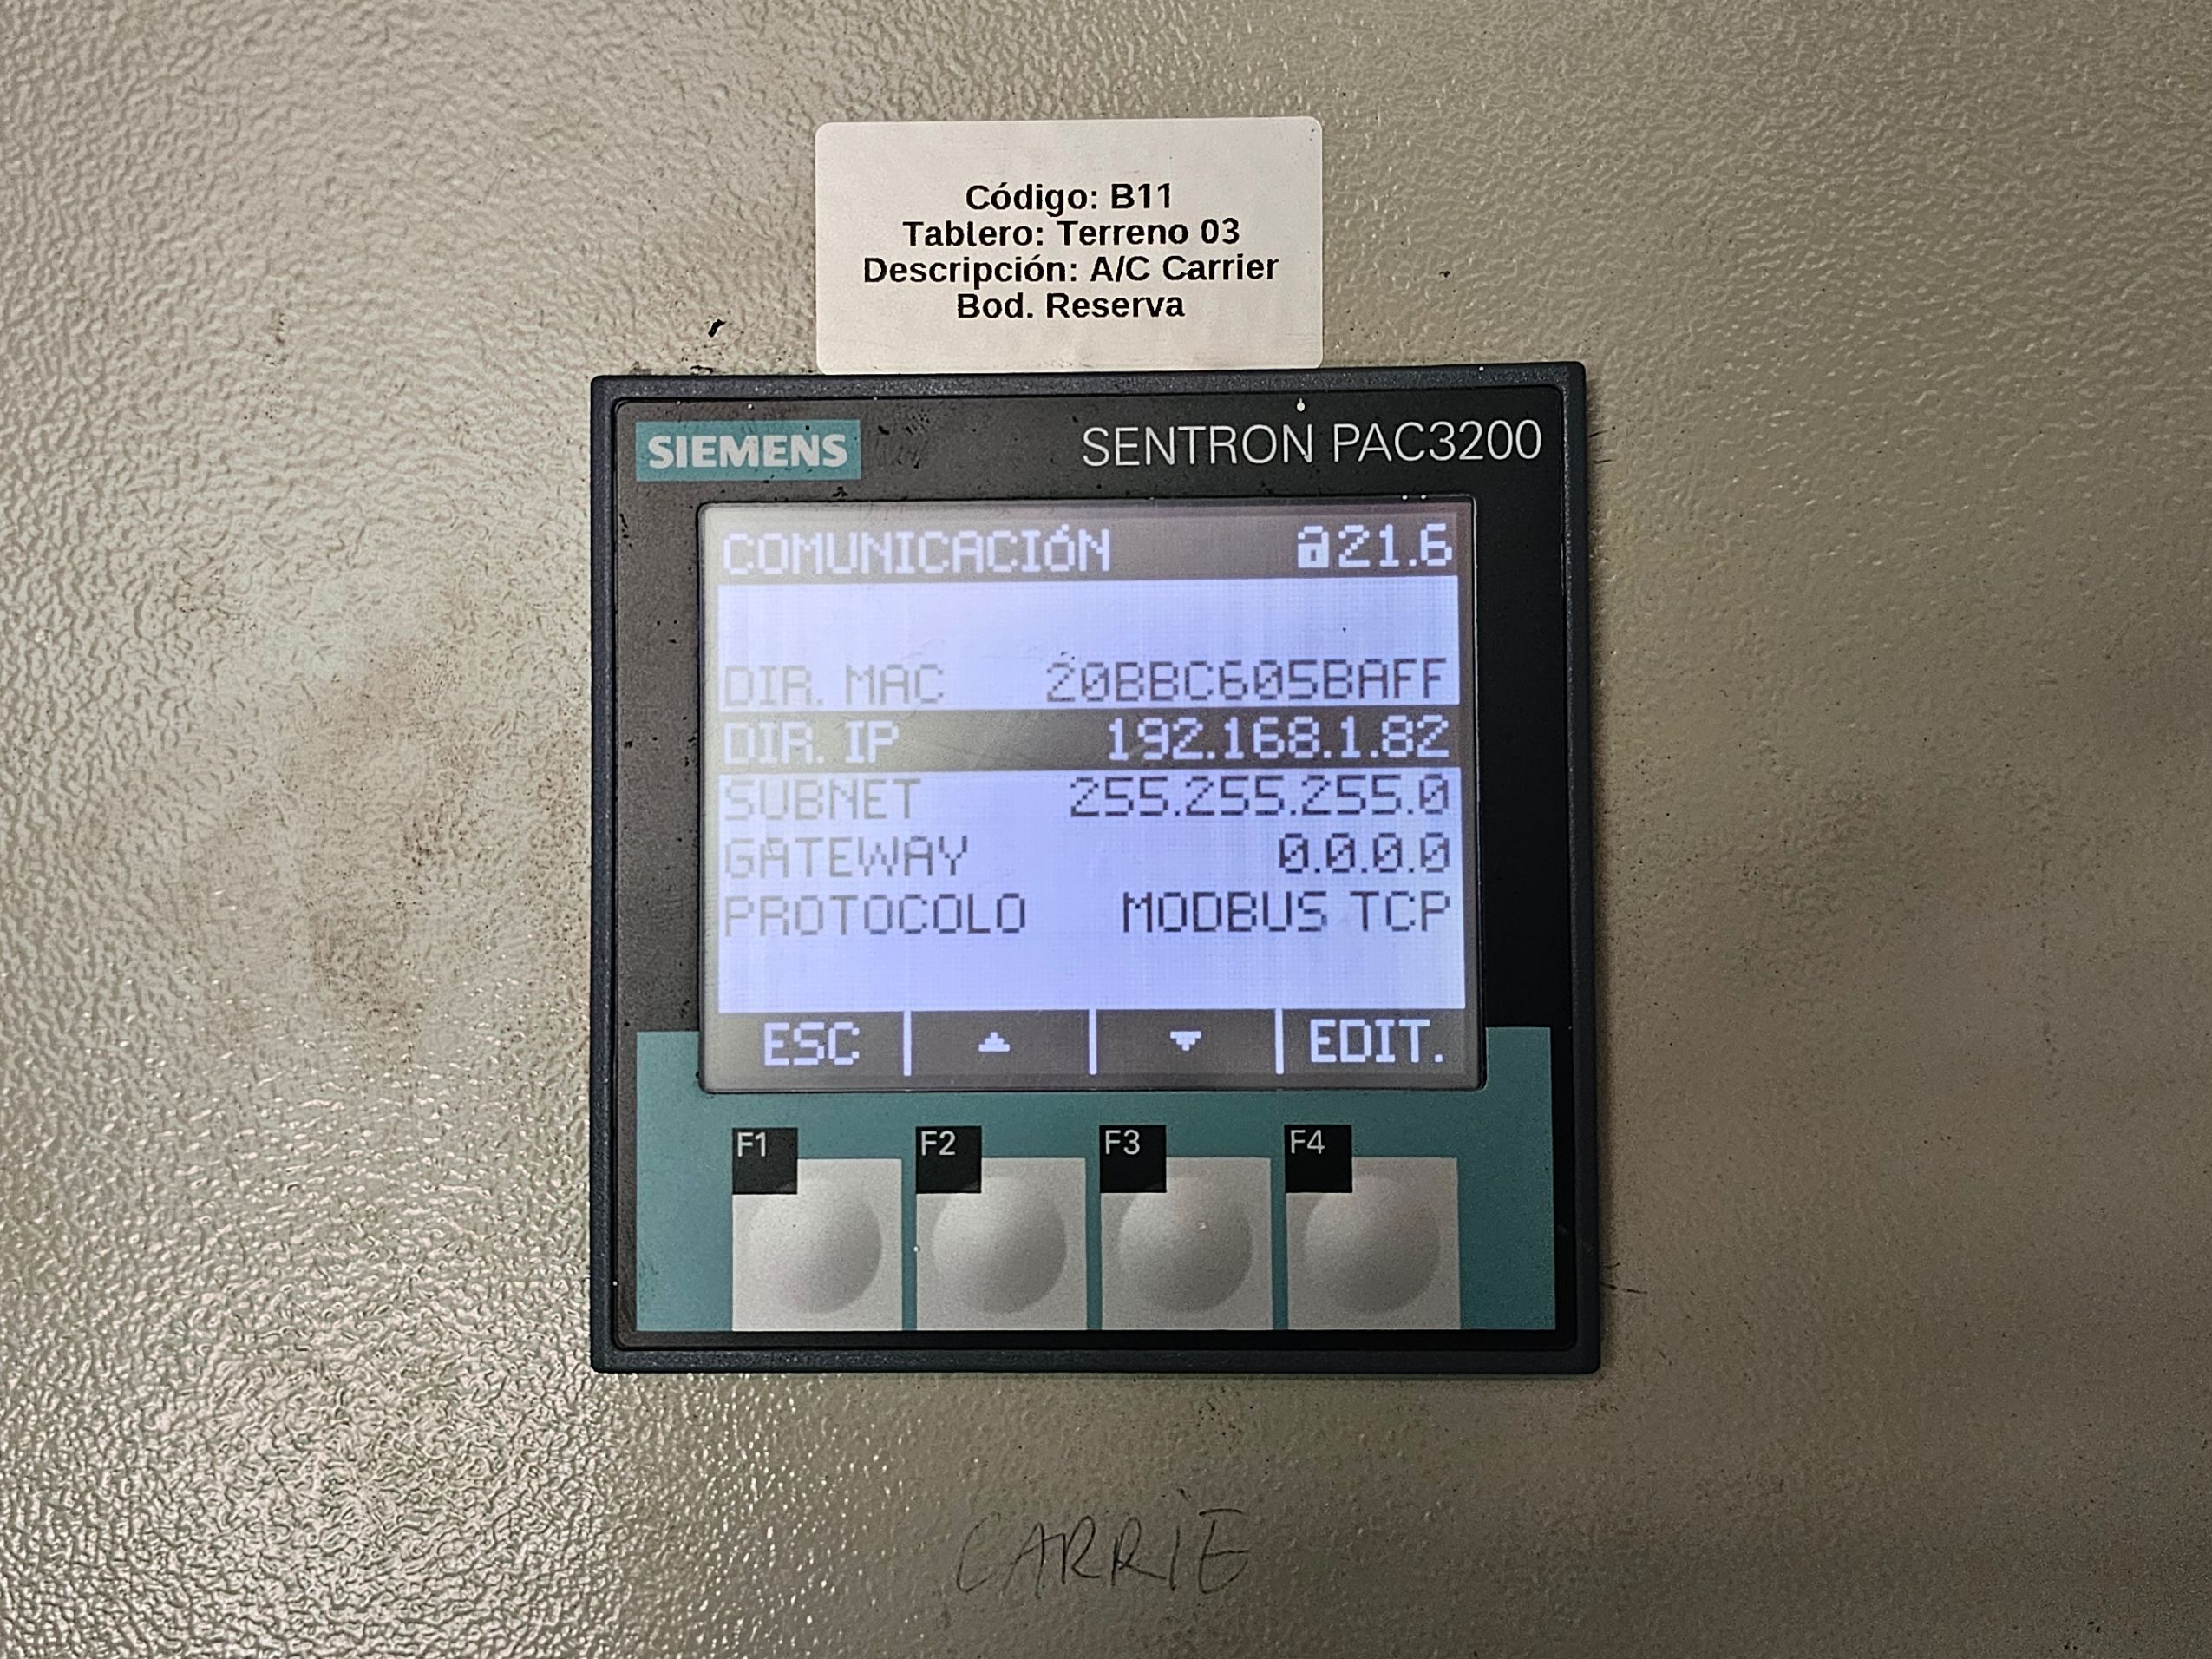 Código: B11
Tablero: Terreno 03
Descripción: A/C Carrier
Bod. Reserva
SIEMENS SENTRON PAC3200
COMUNICACIÓN 21.6
DIR. MAC 20BBC605BAFF
DIR. IP 192.168.1.82
SUBNET 255.255.255.0
GATEWAY 0.0.0.0
PROTOCOLO MODBUS TCP
ESC EDIT.
F1 F2 F3 F4
CARRIE